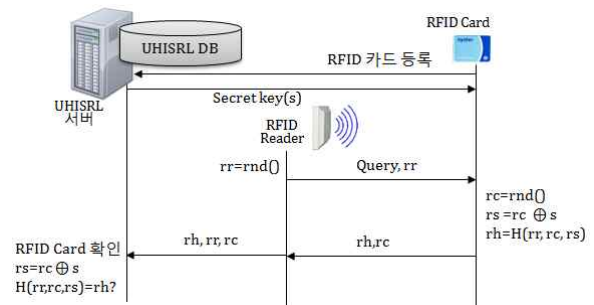 RFID Card
UHISRL DB
RFID 카드 등록
UHISRL
서버
Secret key(s)
RFID
Reader
rr=rnd()
Query, rr
rc=rnd()
rs =rc ⊕ s
rh=H(rr, rc, rs)
rh, rr, rc
rh,rc
RFID Card 확인
rs=rc ⊕ s
H(rr,rc,rs)=rh?